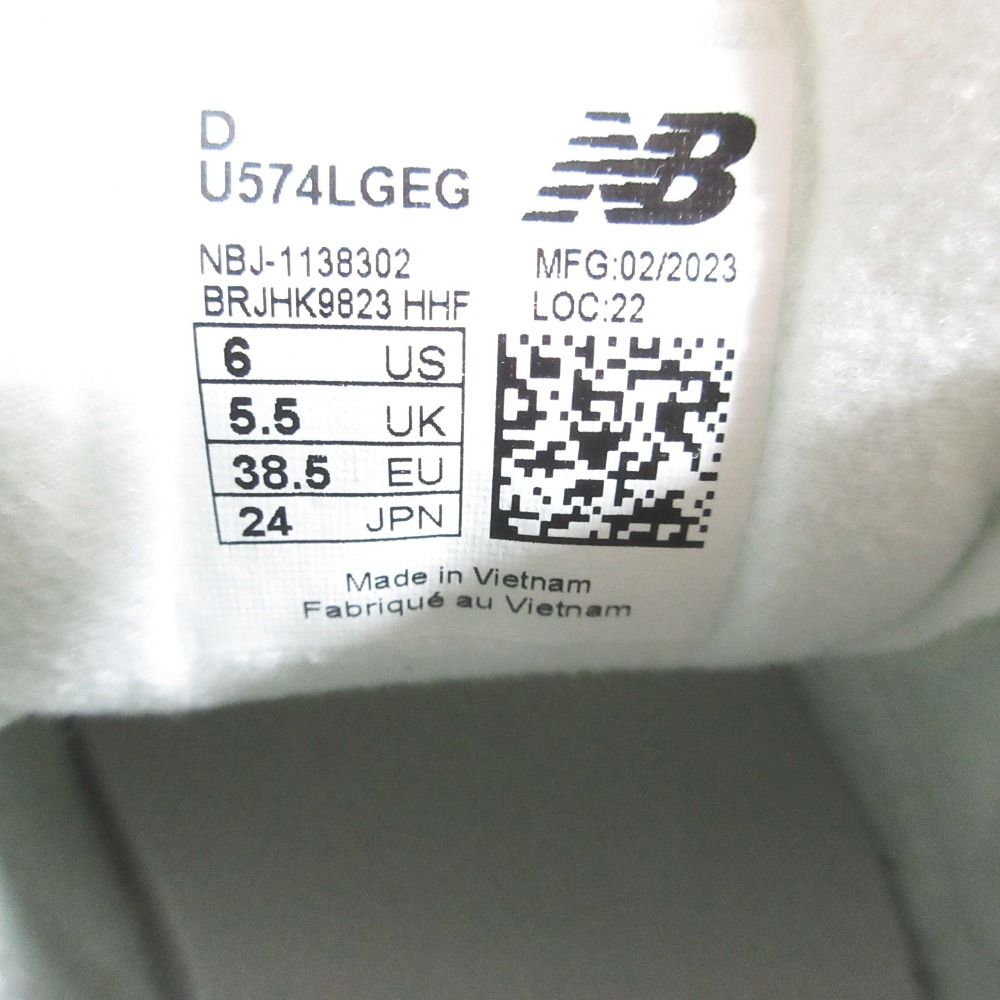 D
U574LGEG
NB
NBJ-1138302
MFG:02/2023
BRJHK9823 HHF
LOC:22
6 US
5.5 UK
38.5 EU
24 JPN
Made in Vietnam
Fabriqué au Vietnam